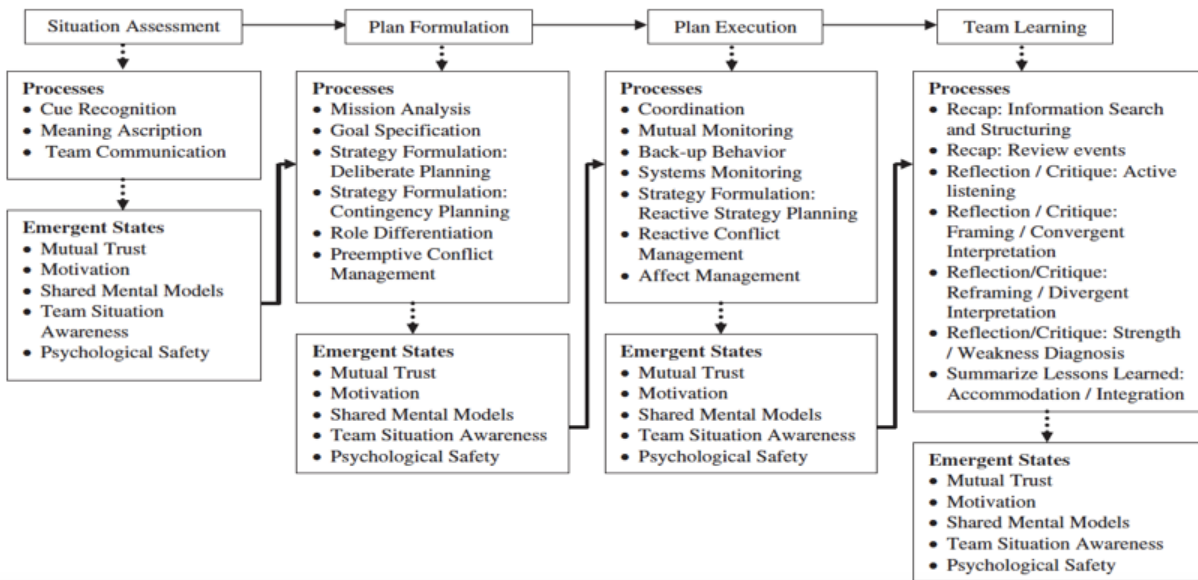 Situation Assessment
Plan Formulation
Plan Execution
Team Learning
Processes
• Cue Recognition
• Meaning Ascription
• Team Communication
Emergent States
• Mutual Trust
• Motivation
• Shared Mental Models
• Team Situation
Awareness
• Psychological Safety
Processes
• Mission Analysis
• Goal Specification
• Strategy Formulation:
Deliberate Planning
• Strategy Formulation:
Contingency Planning
• Role Differentiation
• Preemptive Conflict
Management
Emergent States
• Mutual Trust
• Motivation
• Shared Mental Models
• Team Situation Awareness
• Psychological Safety
Processes
• Coordination
• Mutual Monitoring
• Back-up Behavior
• Systems Monitoring
• Strategy Formulation:
Reactive Strategy Planning
• Reactive Conflict
Management
• Affect Management
Emergent States
• Mutual Trust
• Motivation
• Shared Mental Models
• Team Situation Awareness
• Psychological Safety
Processes
• Recap: Information Search
and Structuring
• Recap: Review events
• Reflection / Critique: Active
listening
• Reflection / Critique:
Framing / Convergent
Interpretation
• Reflection/Critique:
Reframing / Divergent
Interpretation
• Reflection/Critique: Strength
/ Weakness Diagnosis
• Summarize Lessons Learned:
Accommodation / Integration
Emergent States
• Mutual Trust
• Motivation
• Shared Mental Models
• Team Situation Awareness
• Psychological Safety